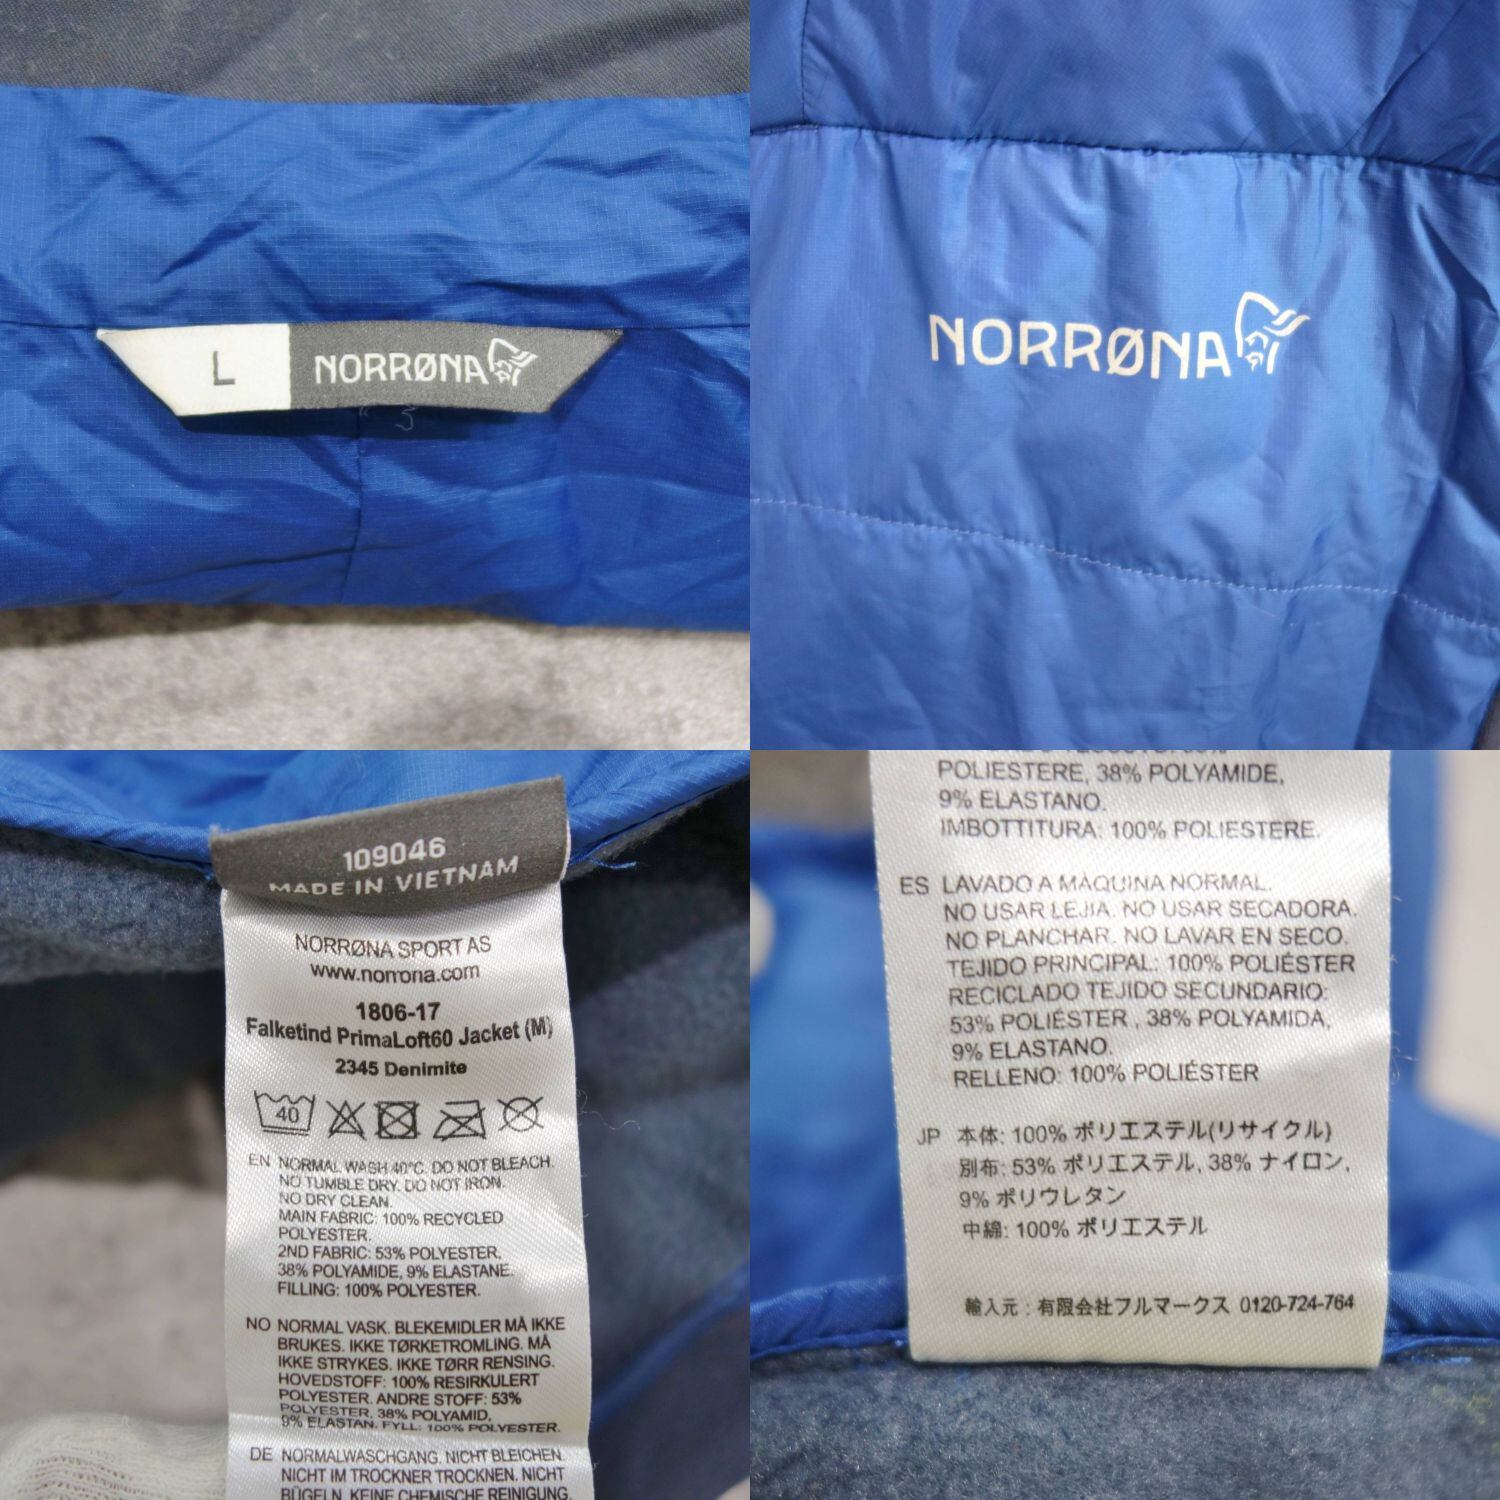 L NORRØNA
NORRØNA
109046
MADE IN VIETNAM
NORRØNA SPORT AS
www.norrona.com
1806-17
Falketind PrimaLoft60 Jacket (M)
2345 Denimite
40
EN NORMAL WASH 40°C. DO NOT BLEACH.
NO TUMBLE DRY. DO NOT IRON.
NO DRY CLEAN.
MAIN FABRIC: 100% RECYCLED
POLYESTER.
2ND FABRIC: 53% POLYESTER,
38% POLYAMIDE, 9% ELASTANE.
FILLING: 100% POLYESTER.
NO NORMAL VASK. BLEKEMIDLER MÅ IKKE
BRUKES. IKKE TØRKETROMLING. MÅ
IKKE STRYKES. IKKE TØRR RENSING.
HOVEDSTOFF: 100% RESIRKULERT
POLYESTER. ANDRE STOFF: 53%
POLYESTER, 38% POLYAMID,
9% ELASTAN. FYLL: 100% POLYESTER.
DE NORMALWASCHGANG. NICHT BLEICHEN.
NICHT IM TROCKNER TROCKNEN. NICHT
BÜGELN. KEINE CHEMISCHE REINIGUNG.
POLIESTERE, 38% POLYAMIDE,
9% ELASTANO.
IMBOTTITURA: 100% POLIESTERE.
ES LAVADO A MÁQUINA NORMAL.
NO USAR LEJIA. NO USAR SECADORA.
NO PLANCHAR. NO LAVAR EN SECO.
TEJIDO PRINCIPAL: 100% POLIÉSTER
RECICLADO TEJIDO SECUNDARIO:
53% POLIÉSTER , 38% POLYAMIDA,
9% ELASTANO.
RELLENO: 100% POLIÉSTER
JP 本体: 100% ポリエステル(リサイクル)
別布: 53% ポリエステル, 38% ナイロン,
9% ポリウレタン
中綿: 100% ポリエステル
輸入元 : 有限会社フルマークス 0120-724-764